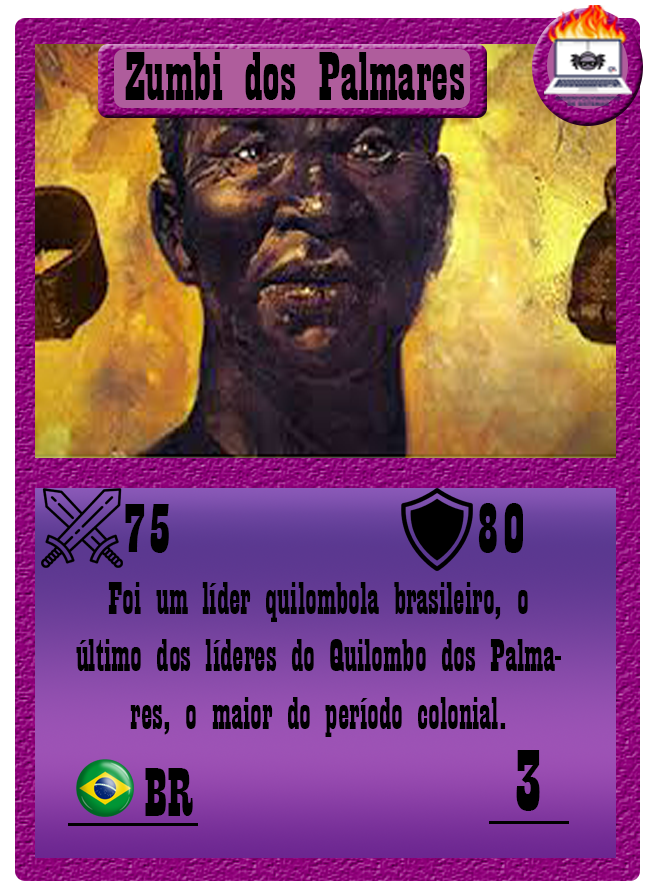 Zumbi dos Palmares
75
80
Foi um líder quilombola brasileiro, o
último dos líderes do Quilombo dos Palma-
res, o maior do período colonial.
BR
3